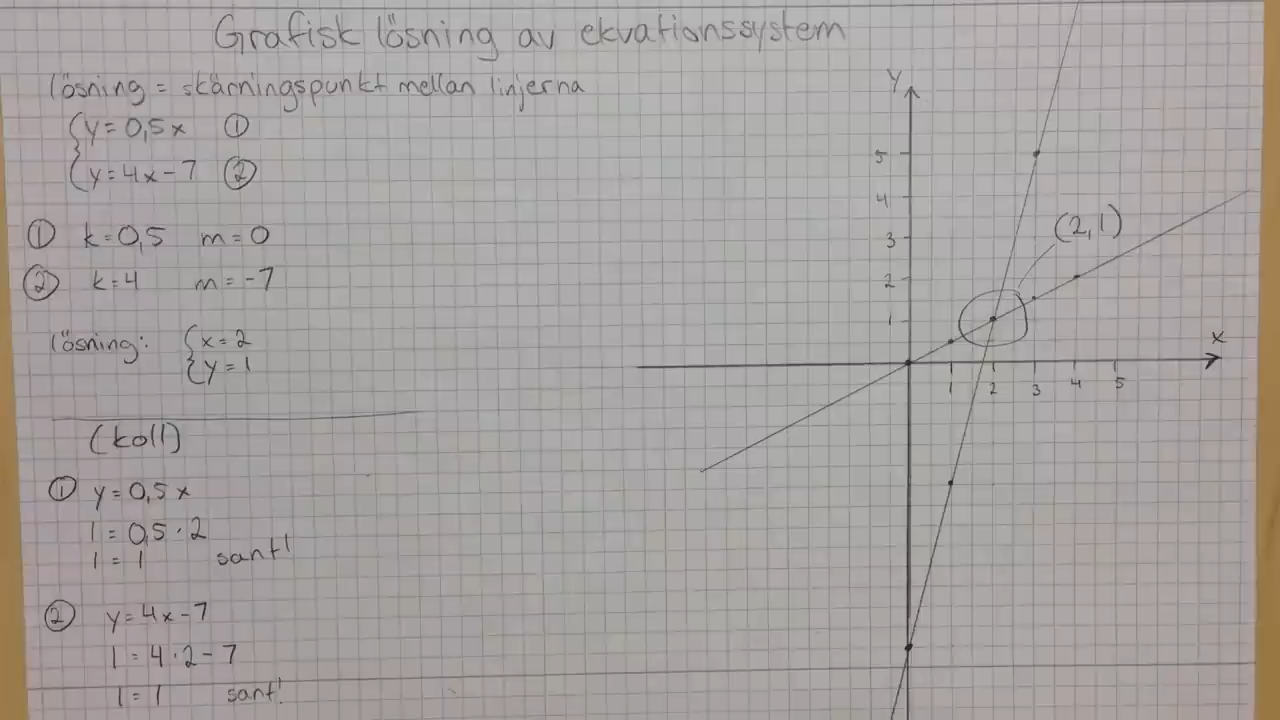 Grafisk lösning av ekvationssystem
lösning = skärningspunkt mellan linjerna
{y=0,5x ①
{y=4x-7 ②
① k=0,5 m=0
② k=4 m=-7
lösning: {x=2
{y=1
(koll)
① y=0,5x
1=0,5·2
1=1 sant!
② y=4x-7
1=4·2-7
1=1 sant!
y
5
4
3
2
1
(2,1)
x
1 2 3 4 5